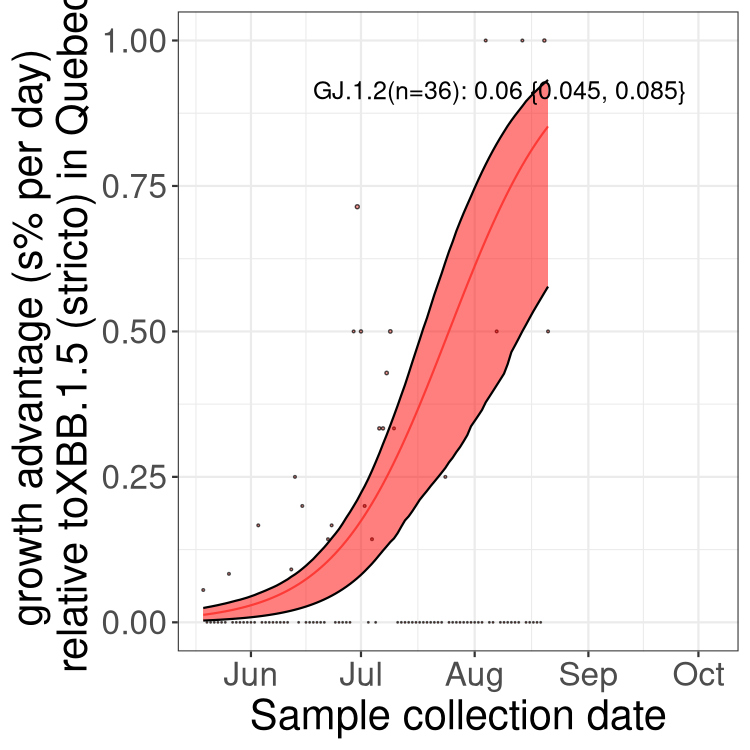 growth advantage (s% per day)
relative toXBB.1.5 (stricto) in Quebec
1.00
0.75
0.50
0.25
0.00
GJ.1.2(n=36): 0.06 {0.045, 0.085}
Jun Jul Aug Sep Oct
Sample collection date